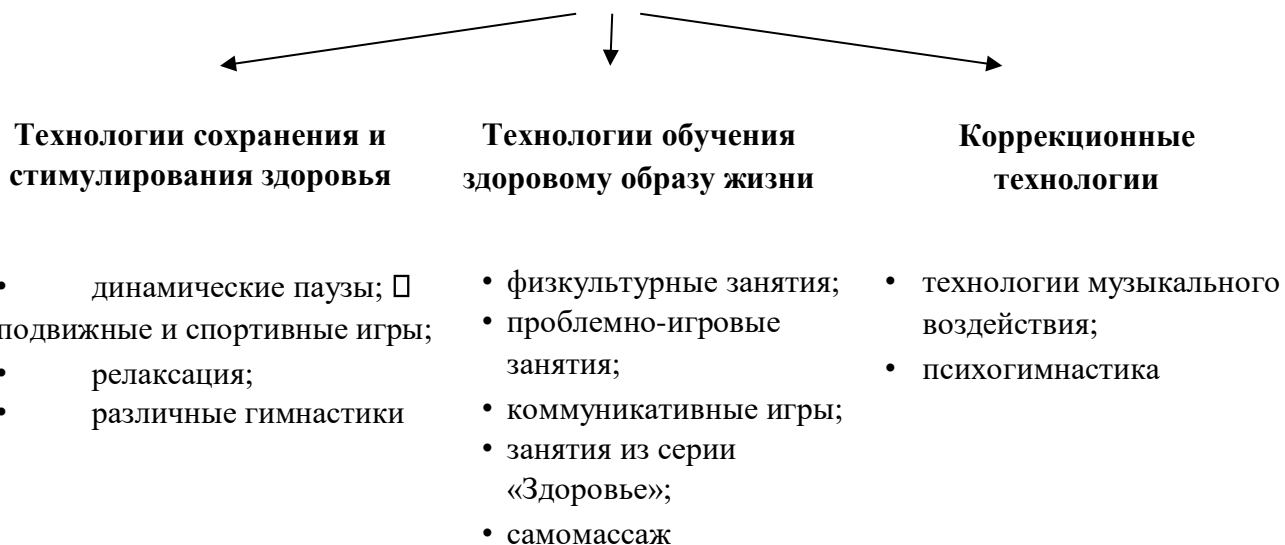 Технологии сохранения и
стимулирования здоровья
• динамические паузы; 
подвижные и спортивные игры;
• релаксация;
• различные гимнастики
Технологии обучения
здоровому образу жизни
• физкультурные занятия;
• проблемно-игровые
занятия;
• коммуникативные игры;
• занятия из серии
«Здоровье»;
• самомассаж
Коррекционные
технологии
• технологии музыкального
воздействия;
• психогимнастика